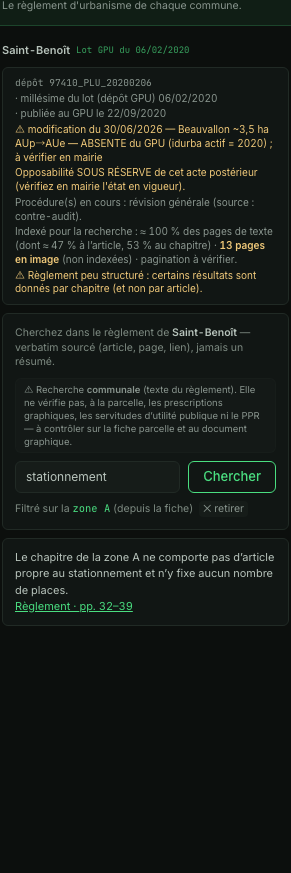 Le règlement d'urbanisme de chaque commune.
Saint-Benoît Lot GPU du 06/02/2020
dépôt 97410_PLU_20200206
· millésime du lot (dépôt GPU) 06/02/2020
· publiée au GPU le 22/09/2020
⚠ modification du 30/06/2026 — Beauvallon ~3,5 ha
AUp→AUe — ABSENTE du GPU (idurba actif = 2020) ;
à vérifier en mairie
Opposabilité SOUS RÉSERVE de cet acte postérieur
(vérifiez en mairie l'état en vigueur).
Procédure(s) en cours : révision générale (source :
contre-audit).
Indexé pour la recherche : ≈ 100 % des pages de texte
(dont ≈ 47 % à l'article, 53 % au chapitre) · 13 pages
en image (non indexées) · pagination à vérifier.
⚠ Règlement peu structuré : certains résultats sont
donnés par chapitre (et non par article).
Cherchez dans le règlement de Saint-Benoît —
verbatim sourcé (article, page, lien), jamais un
résumé.
⚠ Recherche communale (texte du règlement). Elle
ne vérifie pas, à la parcelle, les prescriptions
graphiques, les servitudes d'utilité publique ni le PPR
— à contrôler sur la fiche parcelle et au document
graphique.
stationnement Chercher
Filtré sur la zone A (depuis la fiche) ✕ retirer
Le chapitre de la zone A ne comporte pas d'article
propre au stationnement et n'y fixe aucun nombre
de places.
Règlement · pp. 32–39